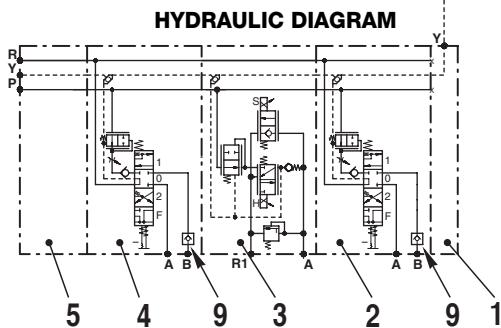 HYDRAULIC DIAGRAM
Y
R
Y
P
S
1
0
2
F
H
1
0
2
F
A B R1 A A B
5 4 9 3 2 9 1